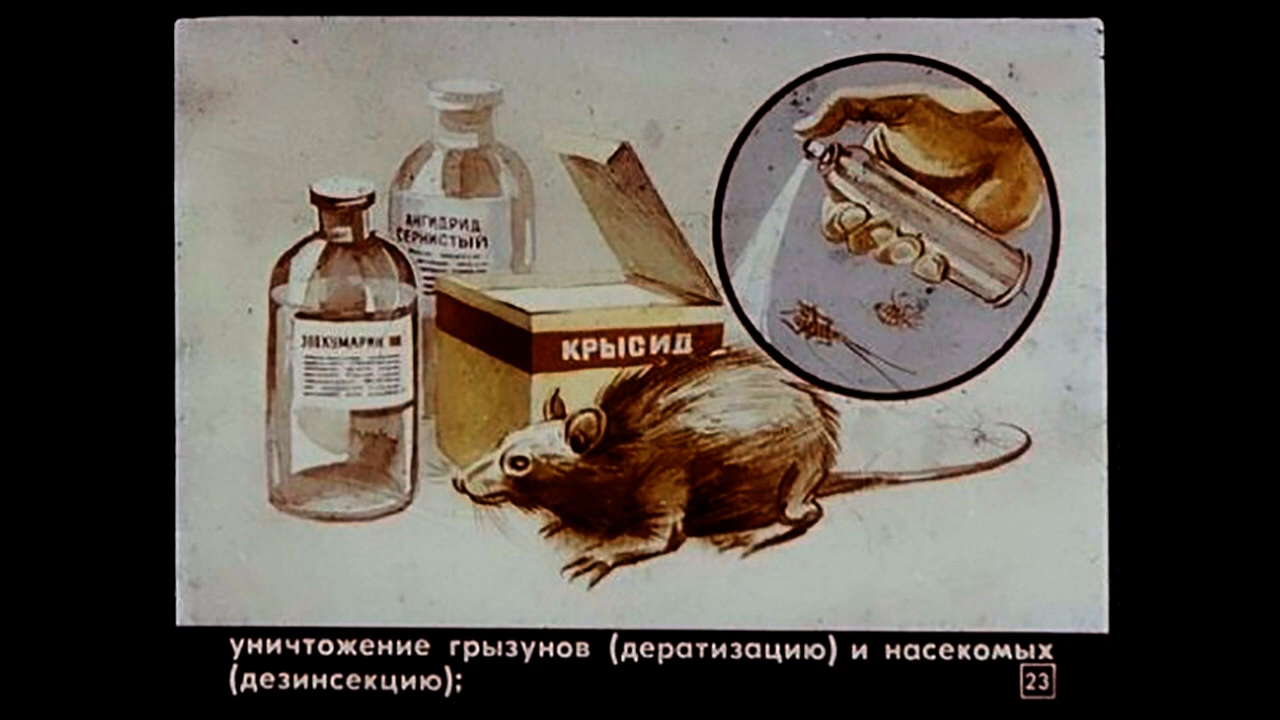 АНГИДРИД
СЕРНИСТЫЙ
ЗООКУМАРИН
КРЫСИД
уничтожение грызунов (дератизацию) и насекомых
(дезинсекцию);
23